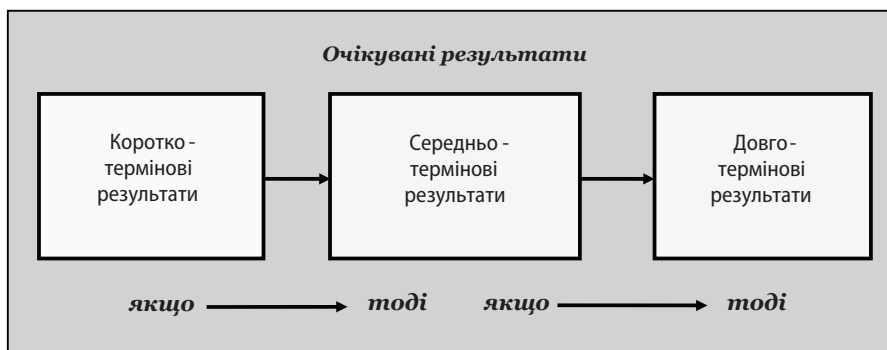 Очікувані результати
Коротко -
термінові
результати
Середньо -
термінові
результати
Довго -
термінові
результати
якщо тоді якщо тоді